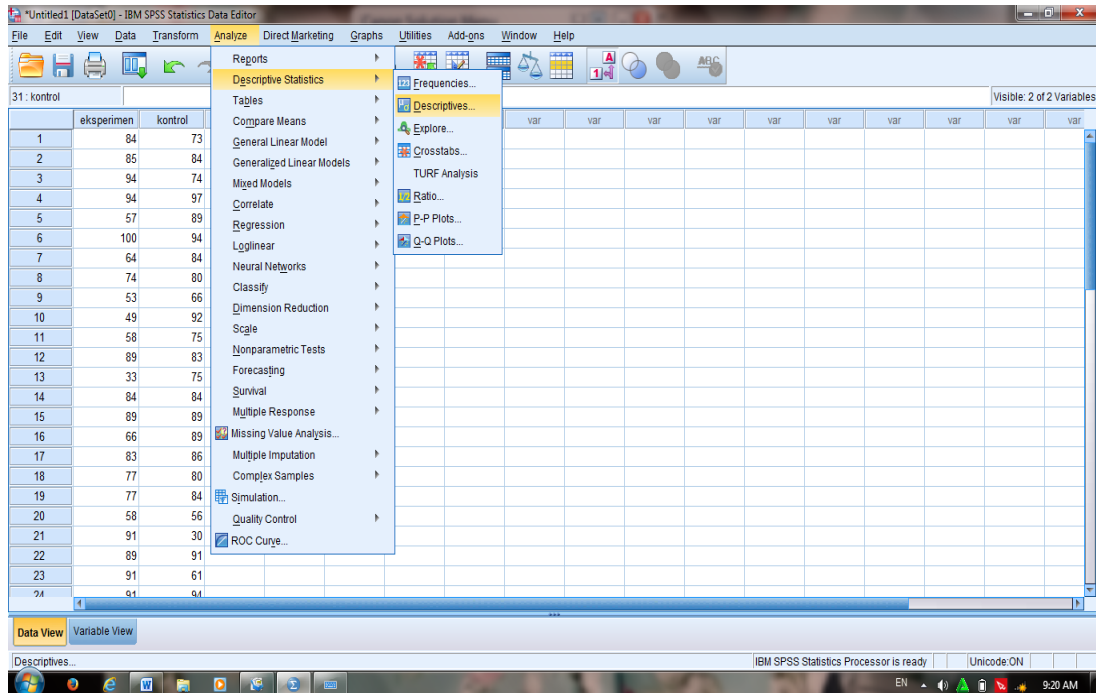 *Untitled1 [DataSet0] - IBM SPSS Statistics Data Editor
File Edit View Data Transform Analyze Direct Marketing Graphs Utilities Add-ons Window Help
31 : kontrol
Visible: 2 of 2 Variables
Reports
Descriptive Statistics
Tables
Compare Means
General Linear Model
Generalized Linear Models
Mixed Models
Correlate
Regression
Loglinear
Neural Networks
Classify
Dimension Reduction
Scale
Nonparametric Tests
Forecasting
Survival
Multiple Response
Missing Value Analysis...
Multiple Imputation
Complex Samples
Simulation...
Quality Control
ROC Curve...
Frequencies...
Descriptives...
Explore...
Crosstabs...
TURF Analysis
Ratio...
P-P Plots...
Q-Q Plots...
eksperimen kontrol var var var var var var var var var var
1 84 73
2 85 84
3 94 74
4 94 97
5 57 89
6 100 94
7 64 84
8 74 80
9 53 66
10 49 92
11 58 75
12 89 83
13 33 75
14 84 84
15 89 89
16 66 89
17 83 86
18 77 80
19 77 84
20 58 56
21 91 30
22 89 91
23 91 61
24 91 94
Data View Variable View
Descriptives...
IBM SPSS Statistics Processor is ready
Unicode:ON
EN
9:20 AM